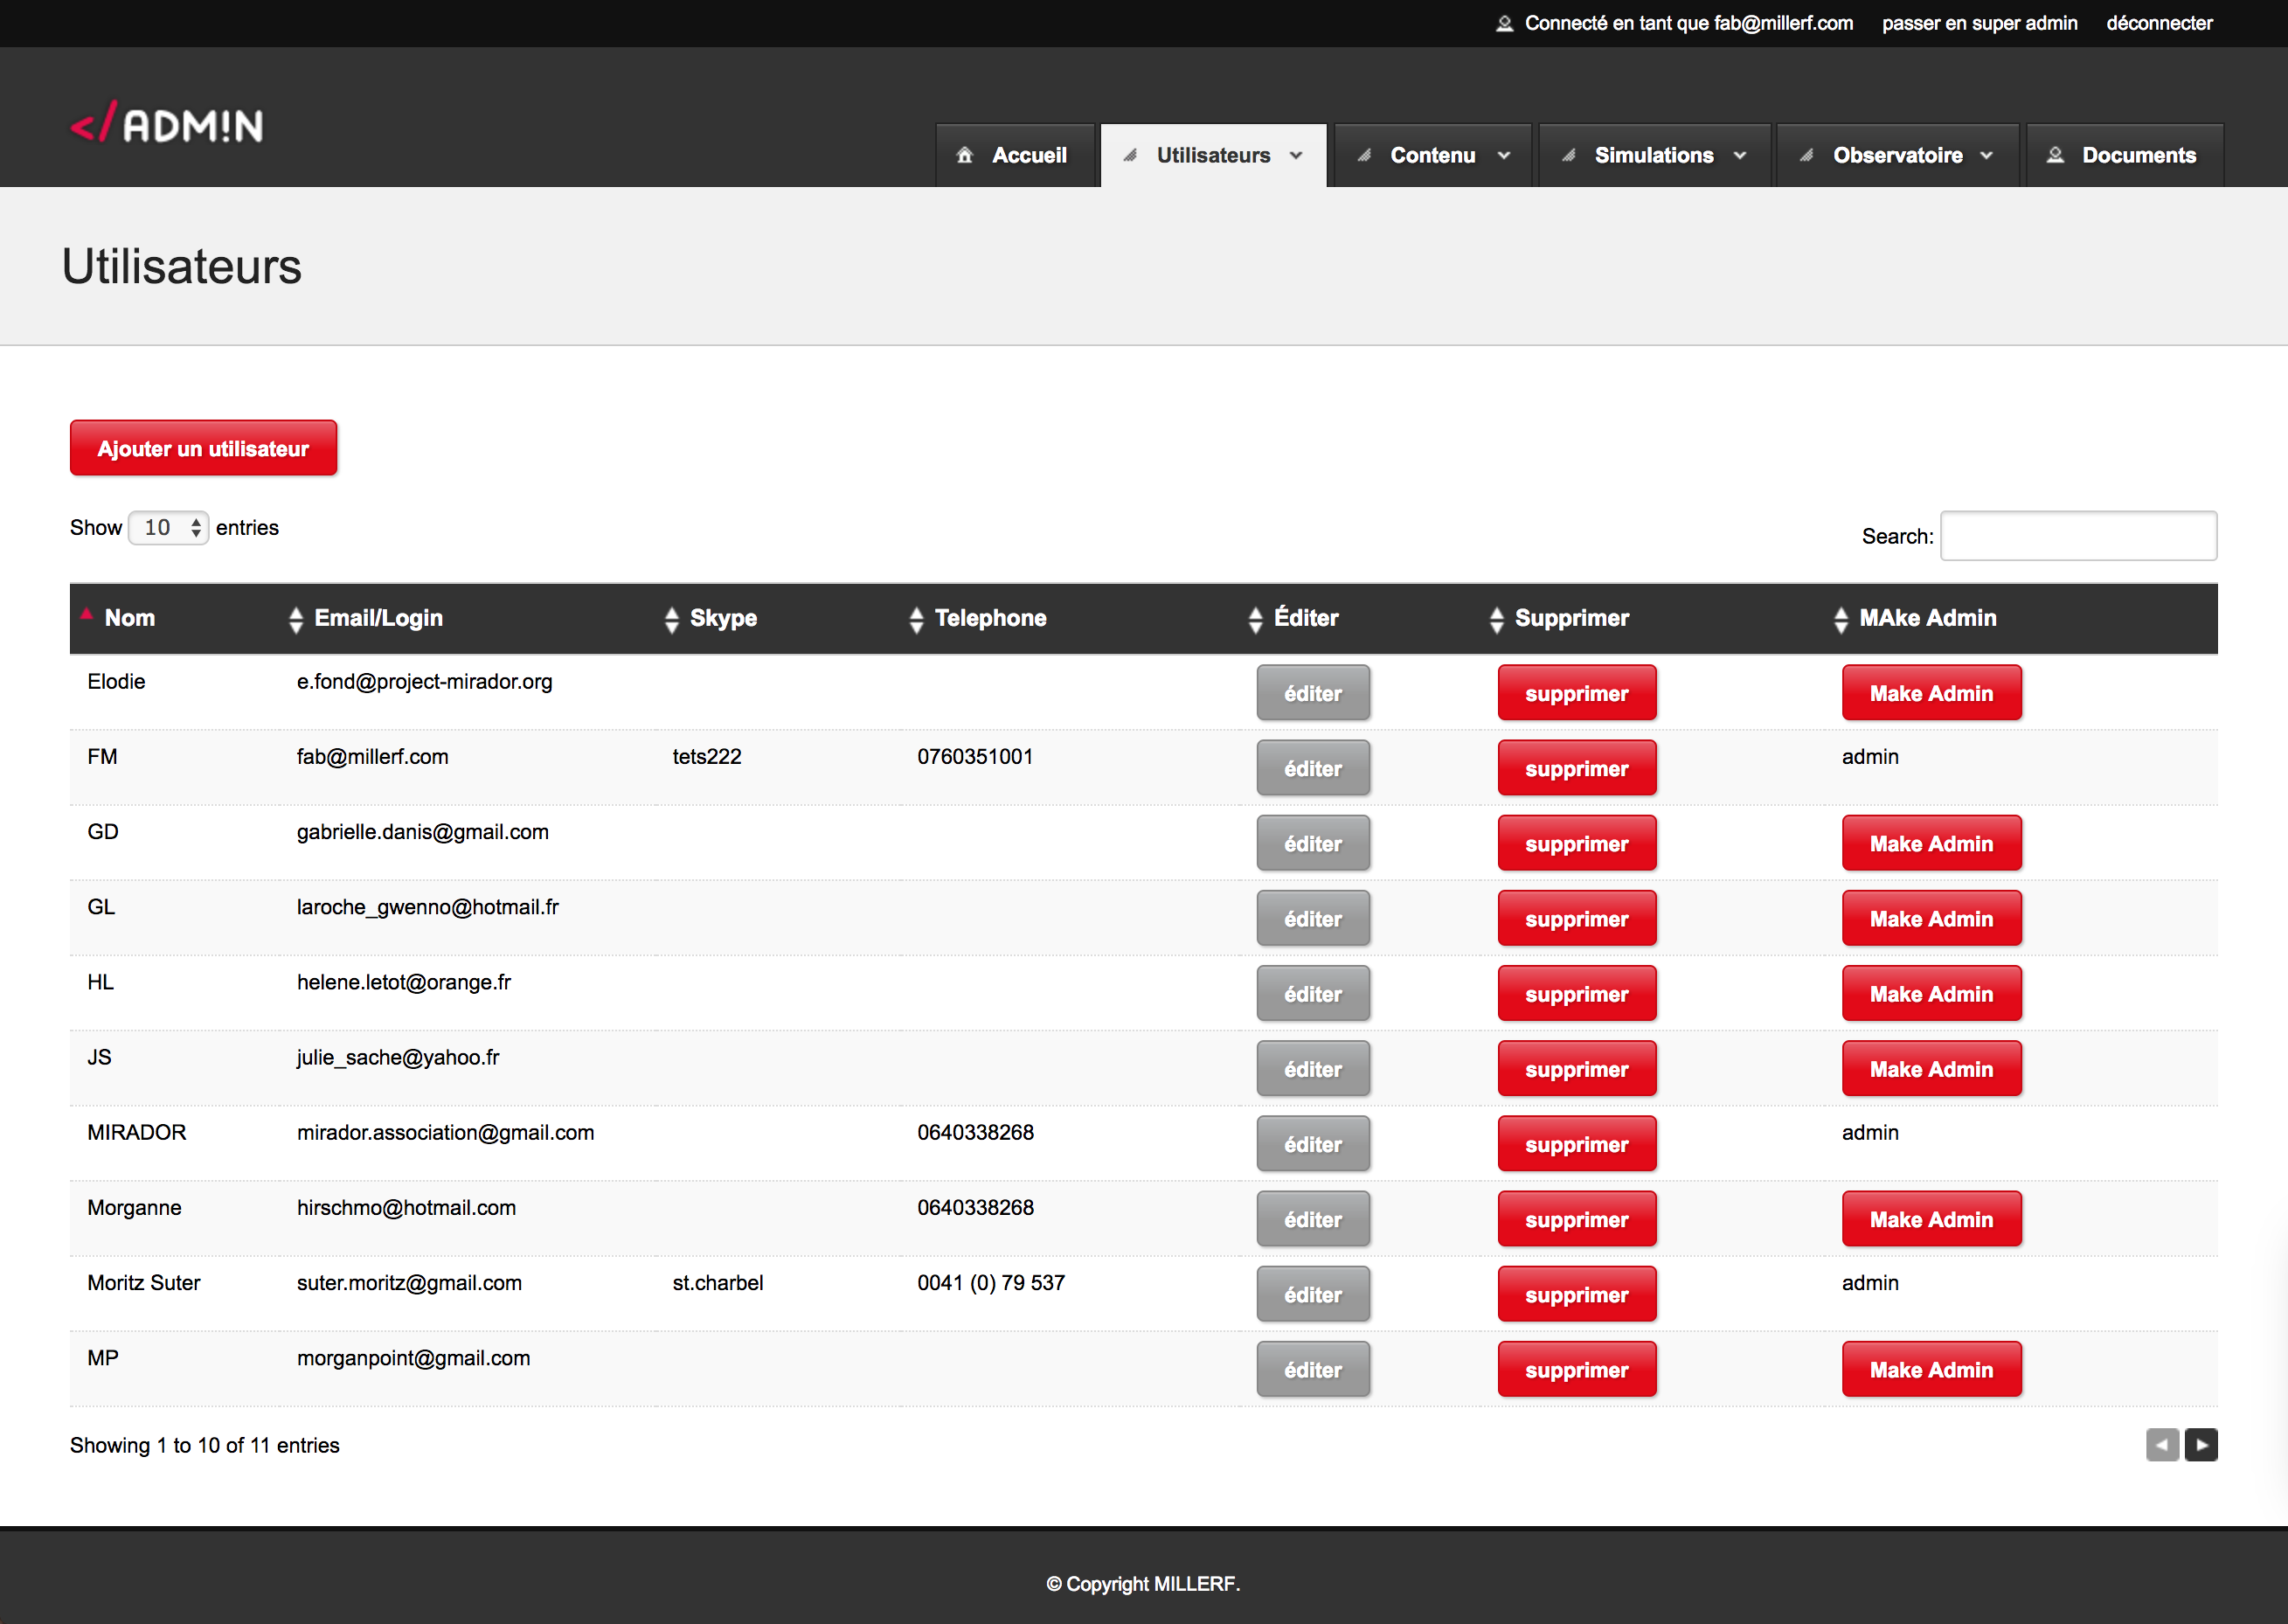 Connecté en tant que fab@millerf.com passer en super admin déconnecter
</ADM!N
Accueil Utilisateurs Contenu Simulations Observatoire Documents
Utilisateurs
Ajouter un utilisateur
Show 10 entries
Search:
Nom Email/Login Skype Telephone Éditer Supprimer MAke Admin
Elodie e.fond@project-mirador.org éditer supprimer Make Admin
FM fab@millerf.com tets222 0760351001 éditer supprimer admin
GD gabrielle.danis@gmail.com éditer supprimer Make Admin
GL laroche_gwenno@hotmail.fr éditer supprimer Make Admin
HL helene.letot@orange.fr éditer supprimer Make Admin
JS julie_sache@yahoo.fr éditer supprimer Make Admin
MIRADOR mirador.association@gmail.com 0640338268 éditer supprimer admin
Morganne hirschmo@hotmail.com 0640338268 éditer supprimer Make Admin
Moritz Suter suter.moritz@gmail.com st.charbel 0041 (0) 79 537 éditer supprimer admin
MP morganpoint@gmail.com éditer supprimer Make Admin
Showing 1 to 10 of 11 entries
© Copyright MILLERF.